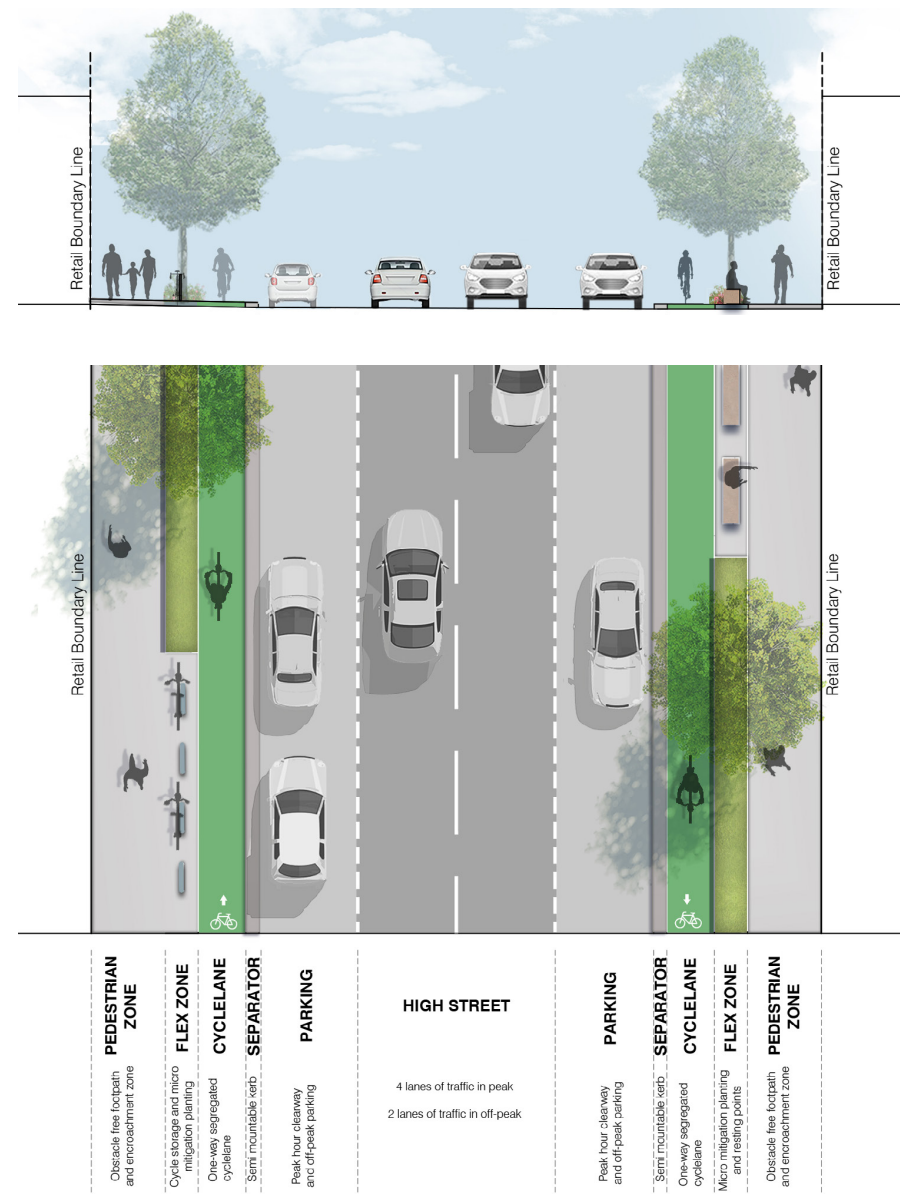 Retail Boundary Line
Retail Boundary Line
Retail Boundary Line
Retail Boundary Line
PEDESTRIAN
ZONE
FLEX ZONE
CYCLELANE
SEPARATOR
PARKING
HIGH STREET
PARKING
SEPARATOR
CYCLELANE
FLEX ZONE
PEDESTRIAN
ZONE
Obstacle free footpath
and encroachment zone
Cycle storage and micro
mitigation planting
One-way segregated
cyclelane
Semi mountable kerb
Peak hour clearway
and off-peak parking
4 lanes of traffic in peak
2 lanes of traffic in off-peak
Peak hour clearway
and off-peak parking
Semi mountable kerb
One-way segregated
cyclelane
Micro mitigation planting
and resting points
Obstacle free footpath
and encroachment zone